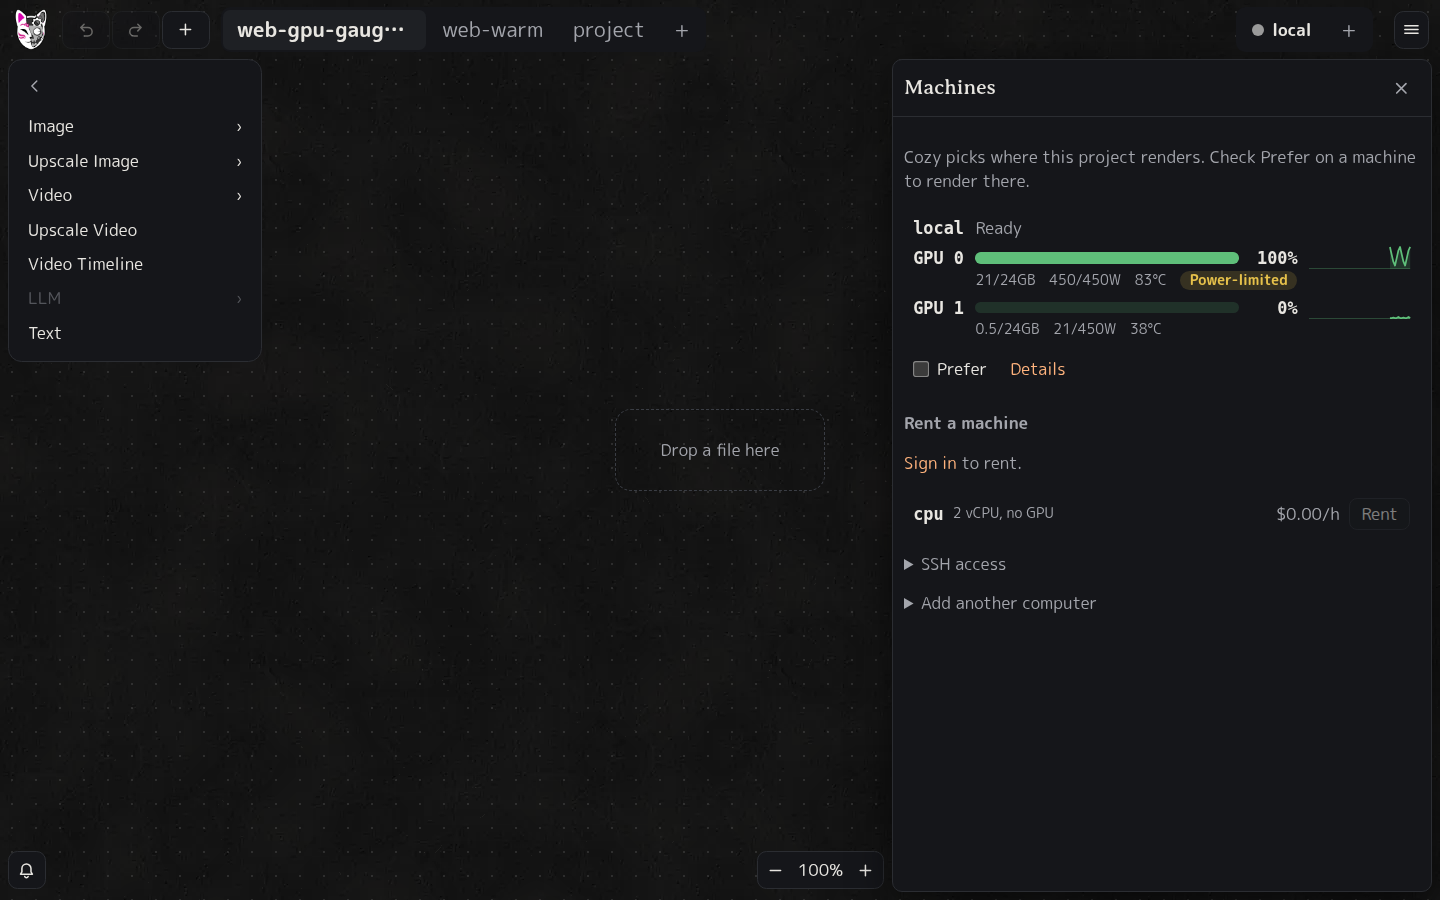 web-gpu-gaug···
web-warm
project
local
Image
Upscale Image
Video
Upscale Video
Video Timeline
LLM
Text
Drop a file here
100%
Machines
Cozy picks where this project renders. Check Prefer on a machine
to render there.
local Ready
GPU 0 100%
21/24GB 450/450W 83°C Power-limited
GPU 1 0%
0.5/24GB 21/450W 38°C
Prefer Details
Rent a machine
Sign in to rent.
cpu 2 vCPU, no GPU $0.00/h Rent
SSH access
Add another computer